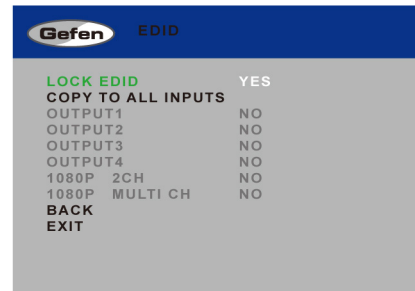 Gefen EDID
LOCK EDID YES
COPY TO ALL INPUTS
OUTPUT1 NO
OUTPUT2 NO
OUTPUT3 NO
OUTPUT4 NO
1080P 2CH NO
1080P MULTI CH NO
BACK
EXIT